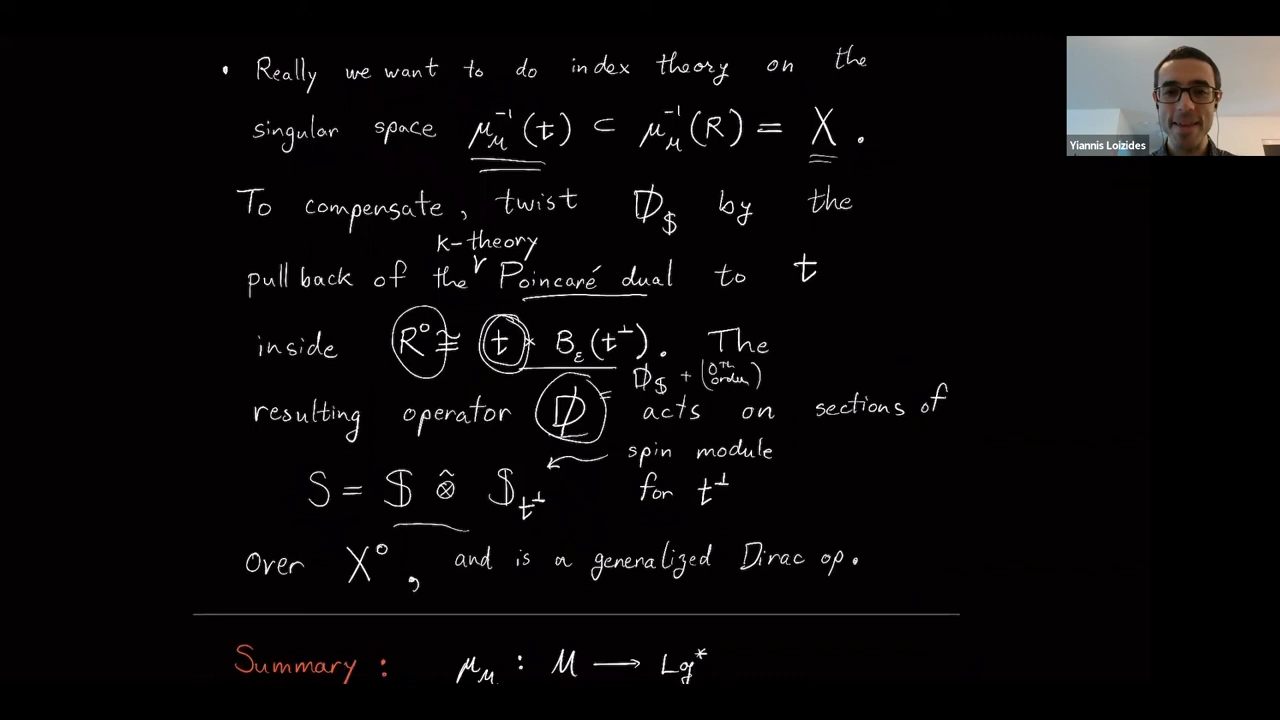 • Really we want to do index theory on the
singular space μ_ℳ^{-1}(t) ⊂ μ_ℳ^{-1}(R) = X.
To compensate, twist D̸_$ by the
K-theory
pull back of the Poincaré dual to t
inside R° ≅ t × B_ε(t^⊥). The
= D̸_$ + (0th order)
resulting operator D̸ acts on sections of
spin module
S = $ ⊗̂ $_{t^⊥} for t^⊥
over X°, and is a generalized Dirac op.
Summary: μ_ℳ : ℳ ⟶ Lg*
Yiannis Loizides